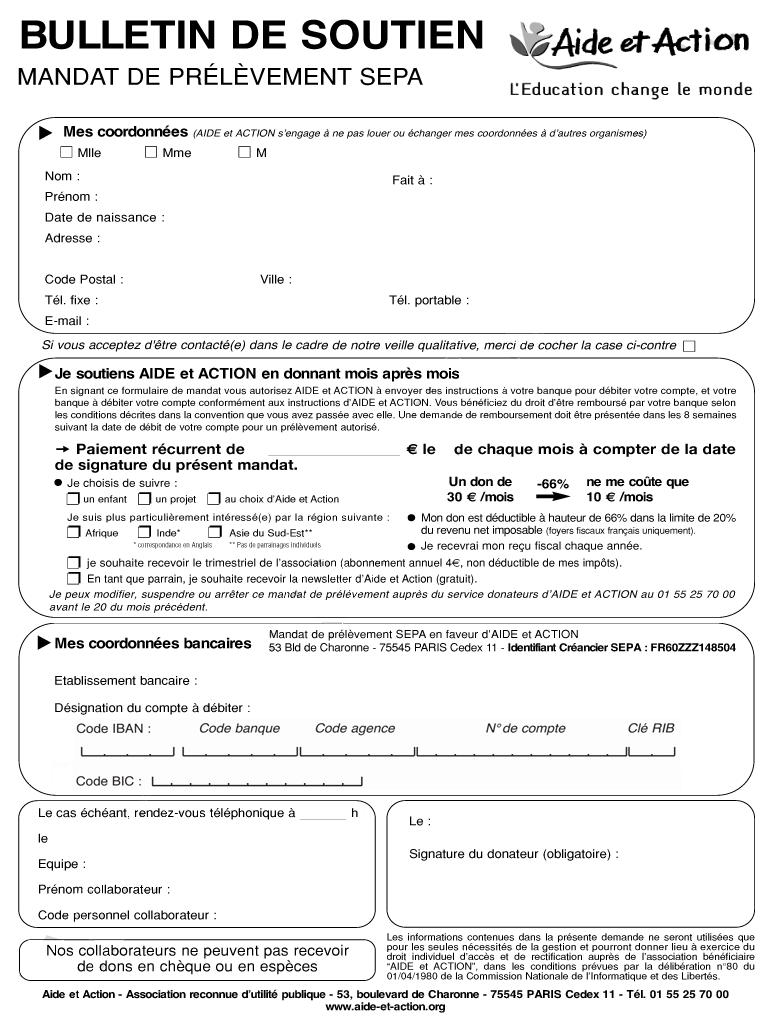 BULLETIN DE SOUTIEN
MANDAT DE PRÉLÈVEMENT SEPA
Aide et Action
L'Education change le monde
Mes coordonnées (AIDE et ACTION s'engage à ne pas louer ou échanger mes coordonnées à d'autres organismes)
Mlle Mme M
Nom :
Fait à :
Prénom :
Date de naissance :
Adresse :
Code Postal : Ville :
Tél. fixe : Tél. portable :
E-mail :
Si vous acceptez d'être contacté(e) dans le cadre de notre veille qualitative, merci de cocher la case ci-contre
Je soutiens AIDE et ACTION en donnant mois après mois
En signant ce formulaire de mandat vous autorisez AIDE et ACTION à envoyer des instructions à votre banque pour débiter votre compte, et votre
banque à débiter votre compte conformément aux instructions d'AIDE et ACTION. Vous bénéficiez du droit d'être remboursé par votre banque selon
les conditions décrites dans la convention que vous avez passée avec elle. Une demande de remboursement doit être présentée dans les 8 semaines
suivant la date de débit de votre compte pour un prélèvement autorisé.
→ Paiement récurrent de ____________________ € le de chaque mois à compter de la date
de signature du présent mandat.
● Je choisis de suivre :
un enfant un projet au choix d'Aide et Action
Je suis plus particulièrement intéressé(e) par la région suivante :
Afrique Inde* Asie du Sud-Est**
* correspondance en Anglais ** Pas de parrainages individuels
Un don de -66% ne me coûte que
30 € /mois 10 € /mois
● Mon don est déductible à hauteur de 66% dans la limite de 20%
du revenu net imposable (foyers fiscaux français uniquement).
● Je recevrai mon reçu fiscal chaque année.
je souhaite recevoir le trimestriel de l'association (abonnement annuel 4€, non déductible de mes impôts).
En tant que parrain, je souhaite recevoir la newsletter d'Aide et Action (gratuit).
Je peux modifier, suspendre ou arrêter ce mandat de prélévement auprès du service donateurs d'AIDE et ACTION au 01 55 25 70 00
avant le 20 du mois précédent.
Mes coordonnées bancaires
Mandat de prélèvement SEPA en faveur d'AIDE et ACTION
53 Bld de Charonne - 75545 PARIS Cedex 11 - Identifiant Créancier SEPA : FR60ZZZ148504
Etablissement bancaire :
Désignation du compte à débiter :
Code IBAN : Code banque Code agence N° de compte Clé RIB
Code BIC :
Le cas échéant, rendez-vous téléphonique à ______ h
le
Equipe :
Prénom collaborateur :
Code personnel collaborateur :
Le :
Signature du donateur (obligatoire) :
Nos collaborateurs ne peuvent pas recevoir
de dons en chèque ou en espèces
Les informations contenues dans la présente demande ne seront utilisées que
pour les seules nécessités de la gestion et pourront donner lieu à exercice du
droit individuel d'accès et de rectification auprès de l'association bénéficiaire
“AIDE et ACTION”, dans les conditions prévues par la délibération n°80 du
01/04/1980 de la Commission Nationale de l'Informatique et des Libertés.
Aide et Action - Association reconnue d'utilité publique - 53, boulevard de Charonne - 75545 PARIS Cedex 11 - Tél. 01 55 25 70 00
www.aide-et-action.org